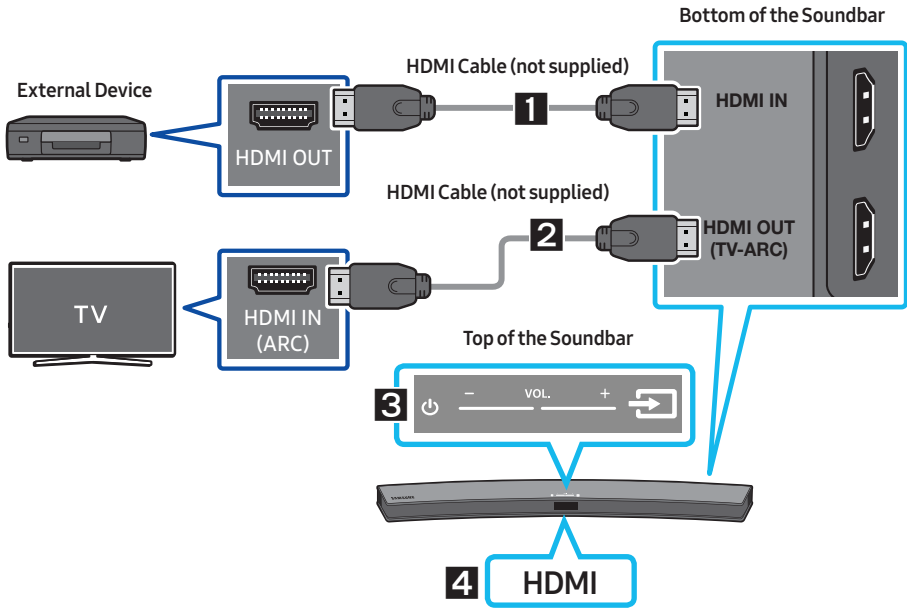 Bottom of the Soundbar
HDMI Cable (not supplied)
External Device
1
HDMI IN
HDMI OUT
HDMI Cable (not supplied)
2
HDMI OUT
(TV-ARC)
TV
HDMI IN
(ARC)
Top of the Soundbar
3
− VOL. +
SAMSUNG
4
HDMI